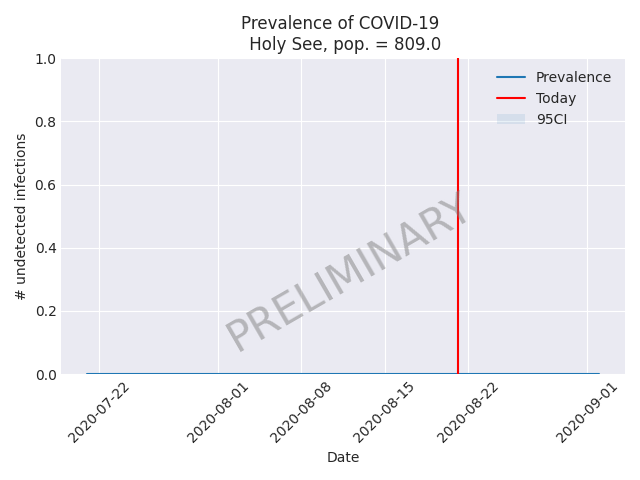 Prevalence of COVID-19
Holy See, pop. = 809.0
1.0
0.8
0.6
0.4
0.2
0.0
# undetected infections
Prevalence
Today
95CI
PRELIMINARY
2020-07-22
2020-08-01
2020-08-08
2020-08-15
2020-08-22
2020-09-01
Date